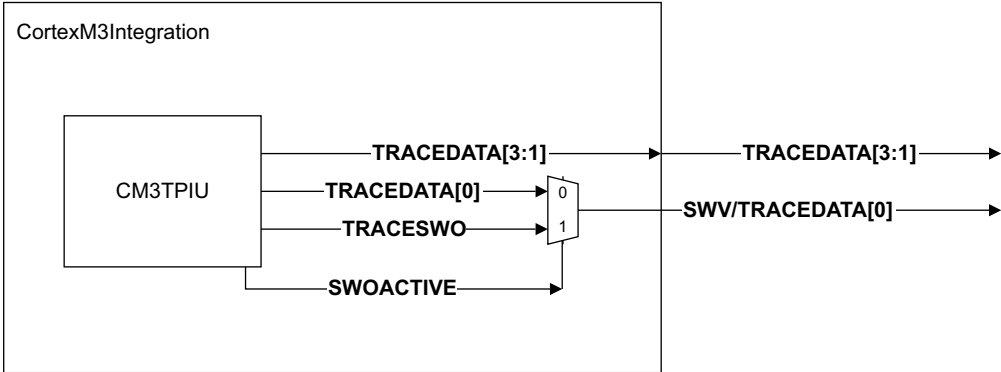 CortexM3Integration
TRACEDATA[3:1]
TRACEDATA[3:1]
CM3TPIU
TRACEDATA[0]
0
SWV/TRACEDATA[0]
TRACESWO
1
SWOACTIVE